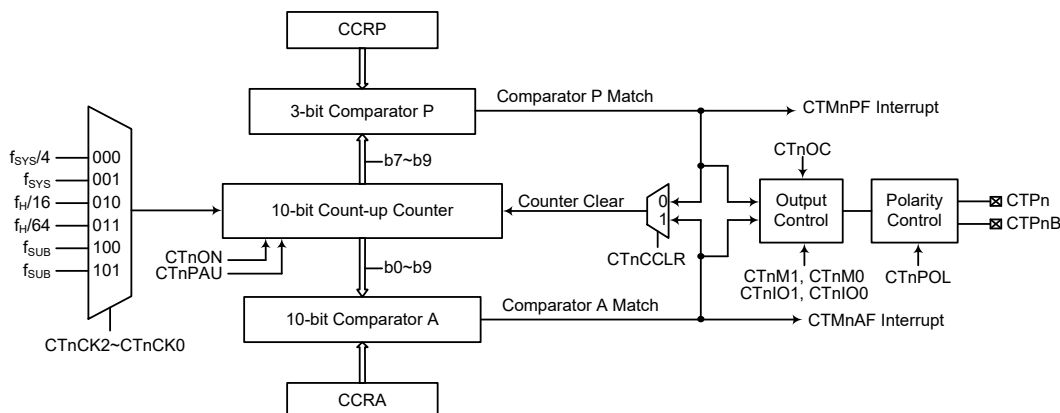 CCRP
3-bit Comparator P
Comparator P Match
CTMnPF Interrupt
b7~b9
fSYS/4
fSYS
fH/16
fH/64
fSUB
fSUB
000
001
010
011
100
101
CTnCK2~CTnCK0
10-bit Count-up Counter
CTnON
CTnPAU
Counter Clear
0
1
CTnCCLR
CTnOC
Output
Control
CTnM1, CTnM0
CTnIO1, CTnIO0
Polarity
Control
CTnPOL
CTPn
CTPnB
b0~b9
10-bit Comparator A
Comparator A Match
CTMnAF Interrupt
CCRA